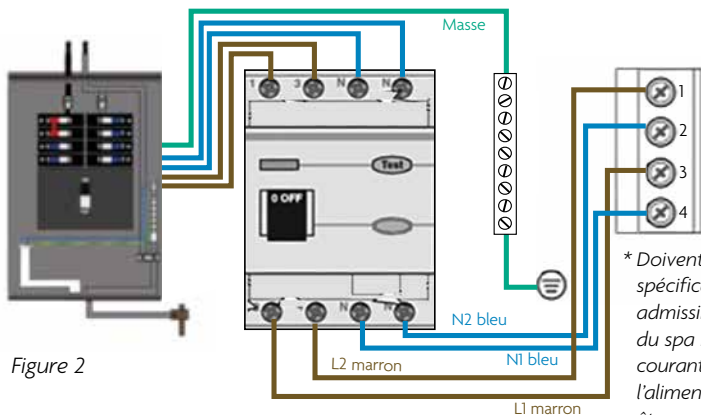 Masse
1 3 N N
Test
0 OFF
N N
1
2
3
4
N2 bleu
N1 bleu
L2 marron
L1 marron
Figure 2
* Doivent
spécifica
admissi
du spa
courant
l'alimen